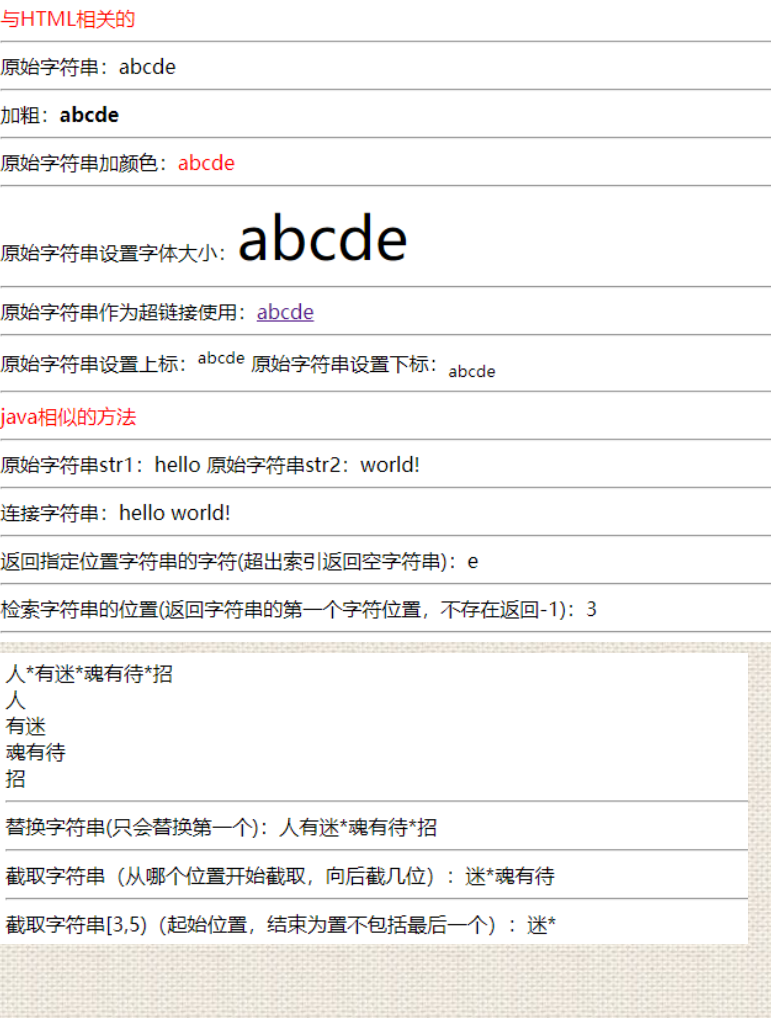 与HTML相关的
原始字符串：abcde
加粗：abcde
原始字符串加颜色：abcde
原始字符串设置字体大小：abcde
原始字符串作为超链接使用：abcde
原始字符串设置上标：abcde 原始字符串设置下标：abcde
java相似的方法
原始字符串str1：hello 原始字符串str2：world!
连接字符串：hello world!
返回指定位置字符串的字符(超出索引返回空字符串)：e
检索字符串的位置(返回字符串的第一个字符位置，不存在返回-1)：3
人*有迷*魂有待*招
人
有迷
魂有待
招
替换字符串(只会替换第一个)：人有迷*魂有待*招
截取字符串（从哪个位置开始截取，向后截几位）：迷*魂有待
截取字符串[3,5)（起始位置，结束为置不包括最后一个）：迷*